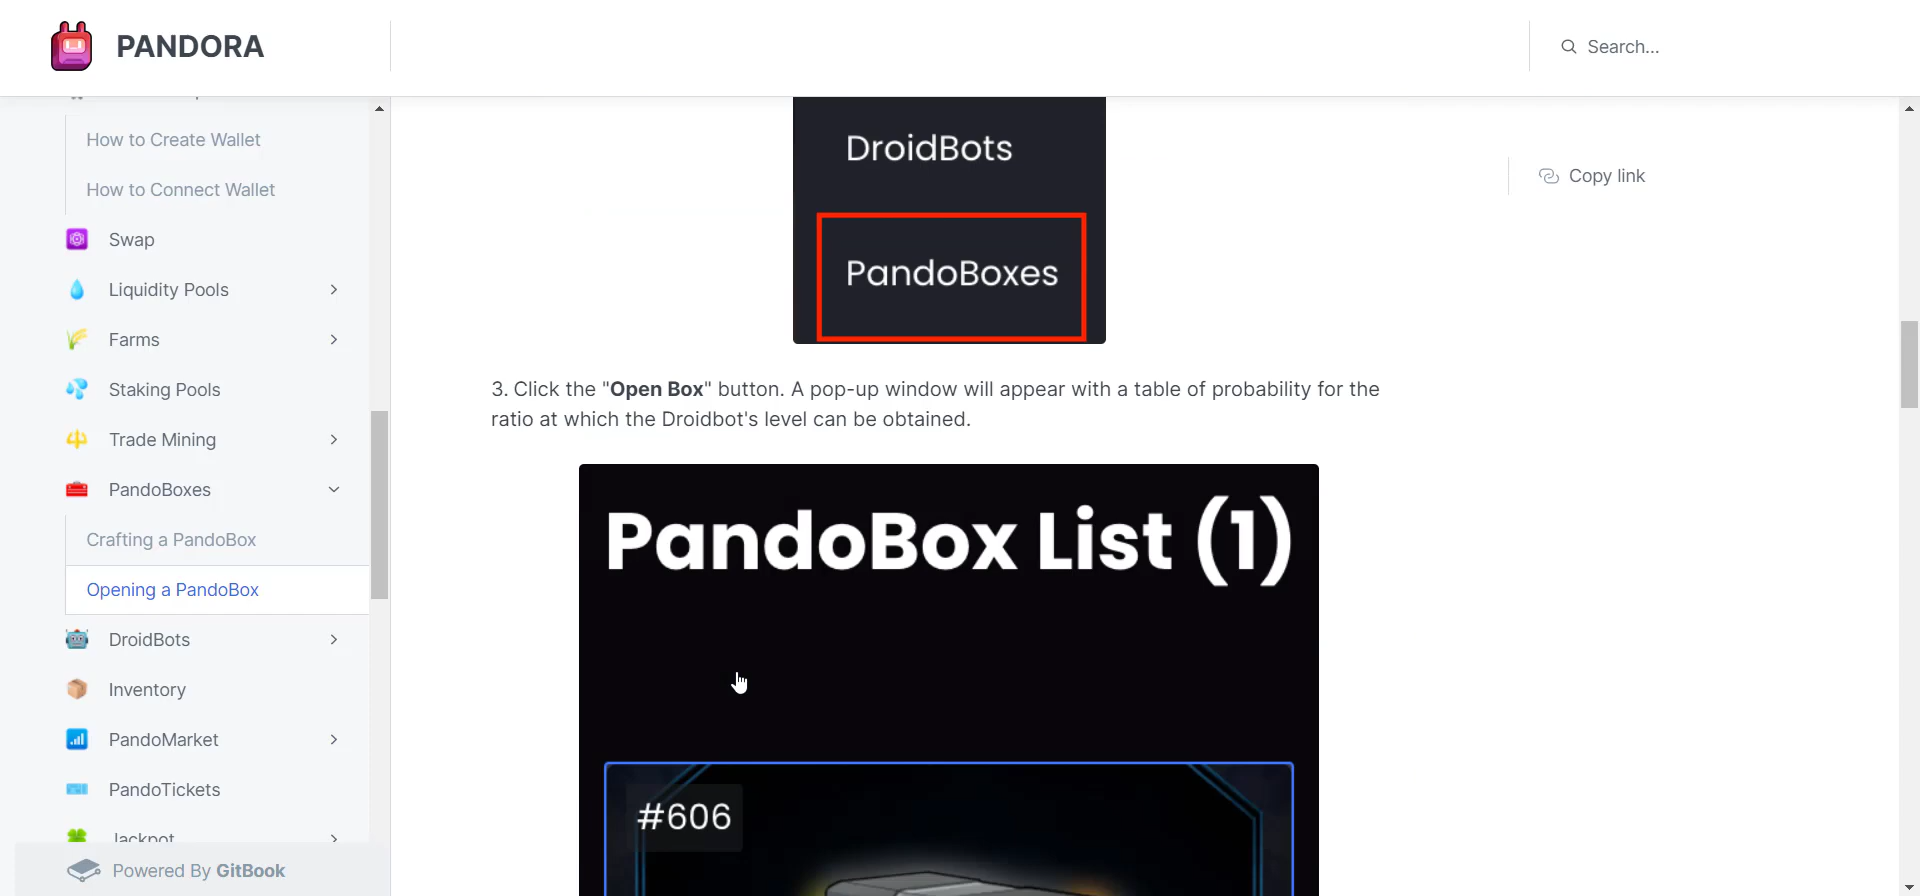 PANDORA
Search...
How to Create Wallet
How to Connect Wallet
Swap
Liquidity Pools
Farms
Staking Pools
Trade Mining
PandoBoxes
Crafting a PandoBox
Opening a PandoBox
DroidBots
Inventory
PandoMarket
PandoTickets
Jackpot
Powered By GitBook
DroidBots
PandoBoxes
3. Click the "Open Box" button. A pop-up window will appear with a table of probability for the
ratio at which the Droidbot's level can be obtained.
PandoBox List (1)
#606
Copy link